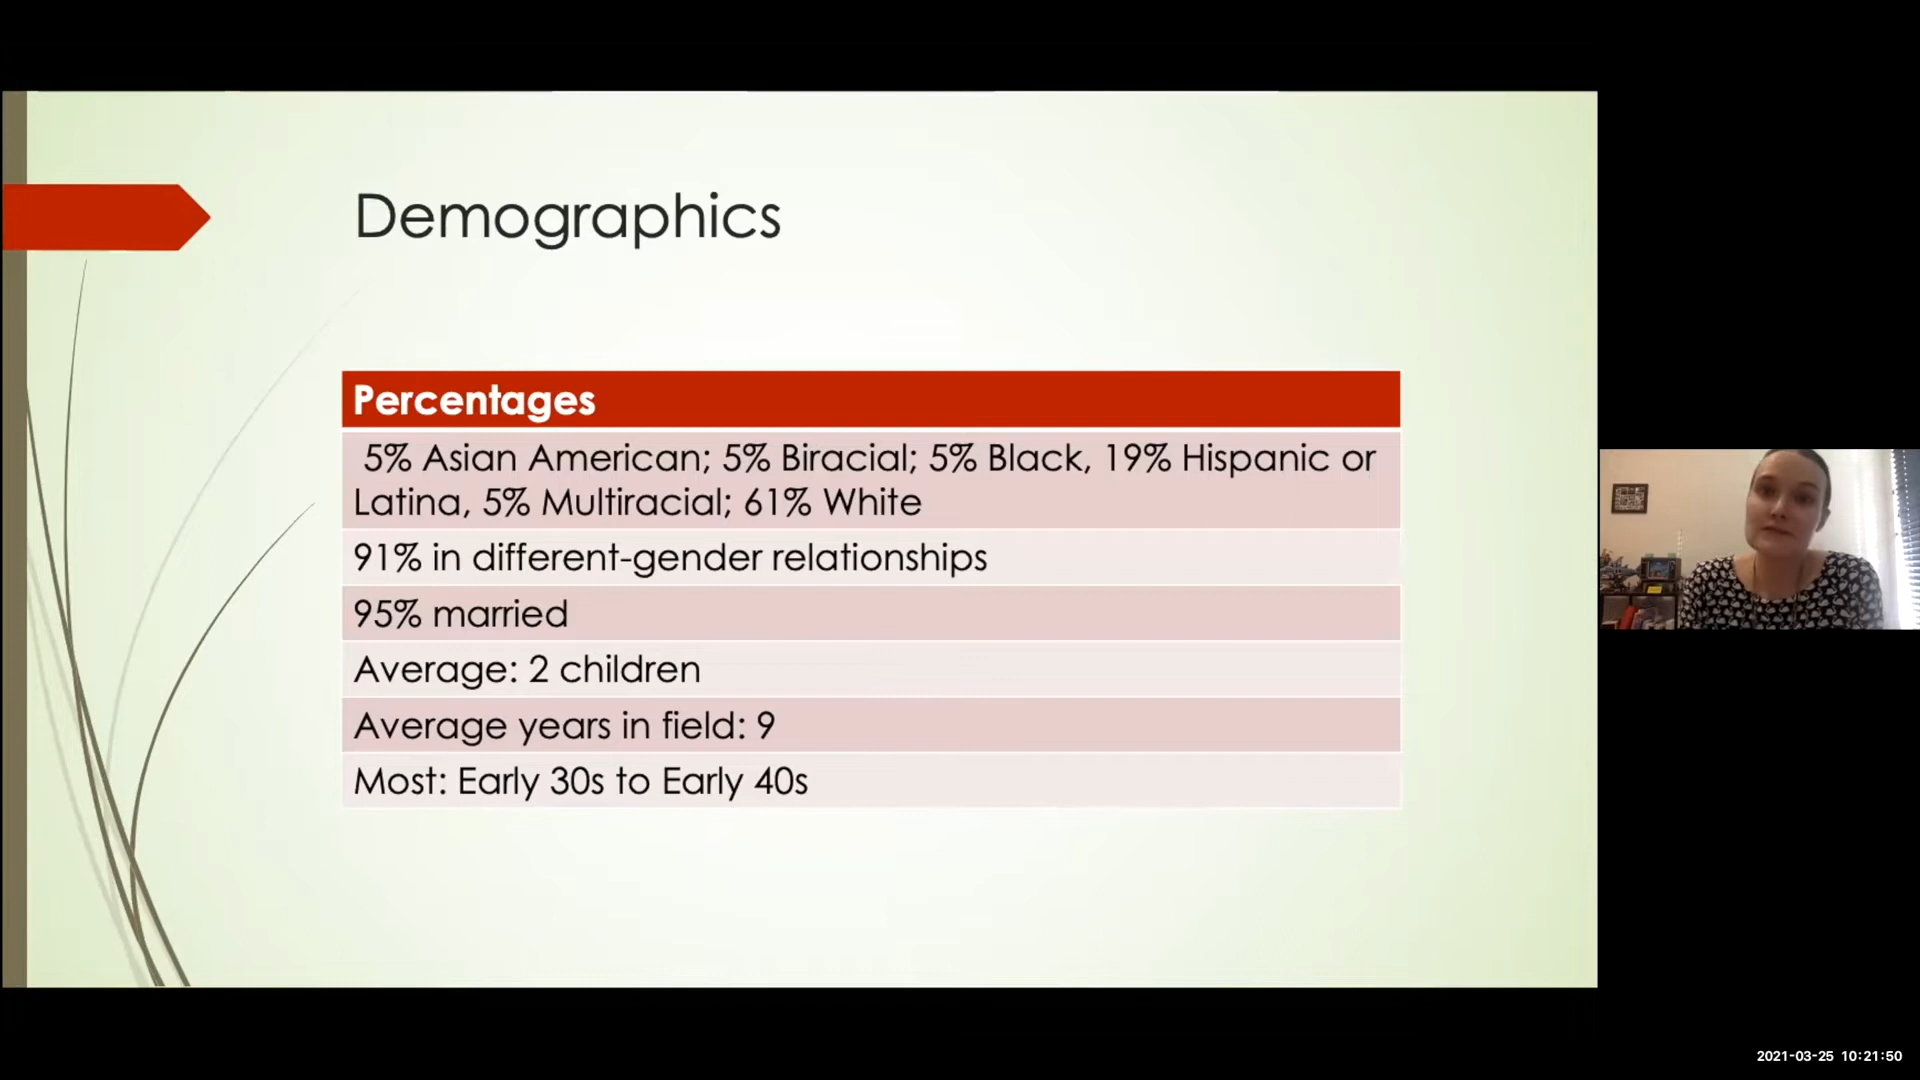 Demographics
Percentages
5% Asian American; 5% Biracial; 5% Black, 19% Hispanic or
Latina, 5% Multiracial; 61% White
91% in different-gender relationships
95% married
Average: 2 children
Average years in field: 9
Most: Early 30s to Early 40s
2021-03-25 10:21:50